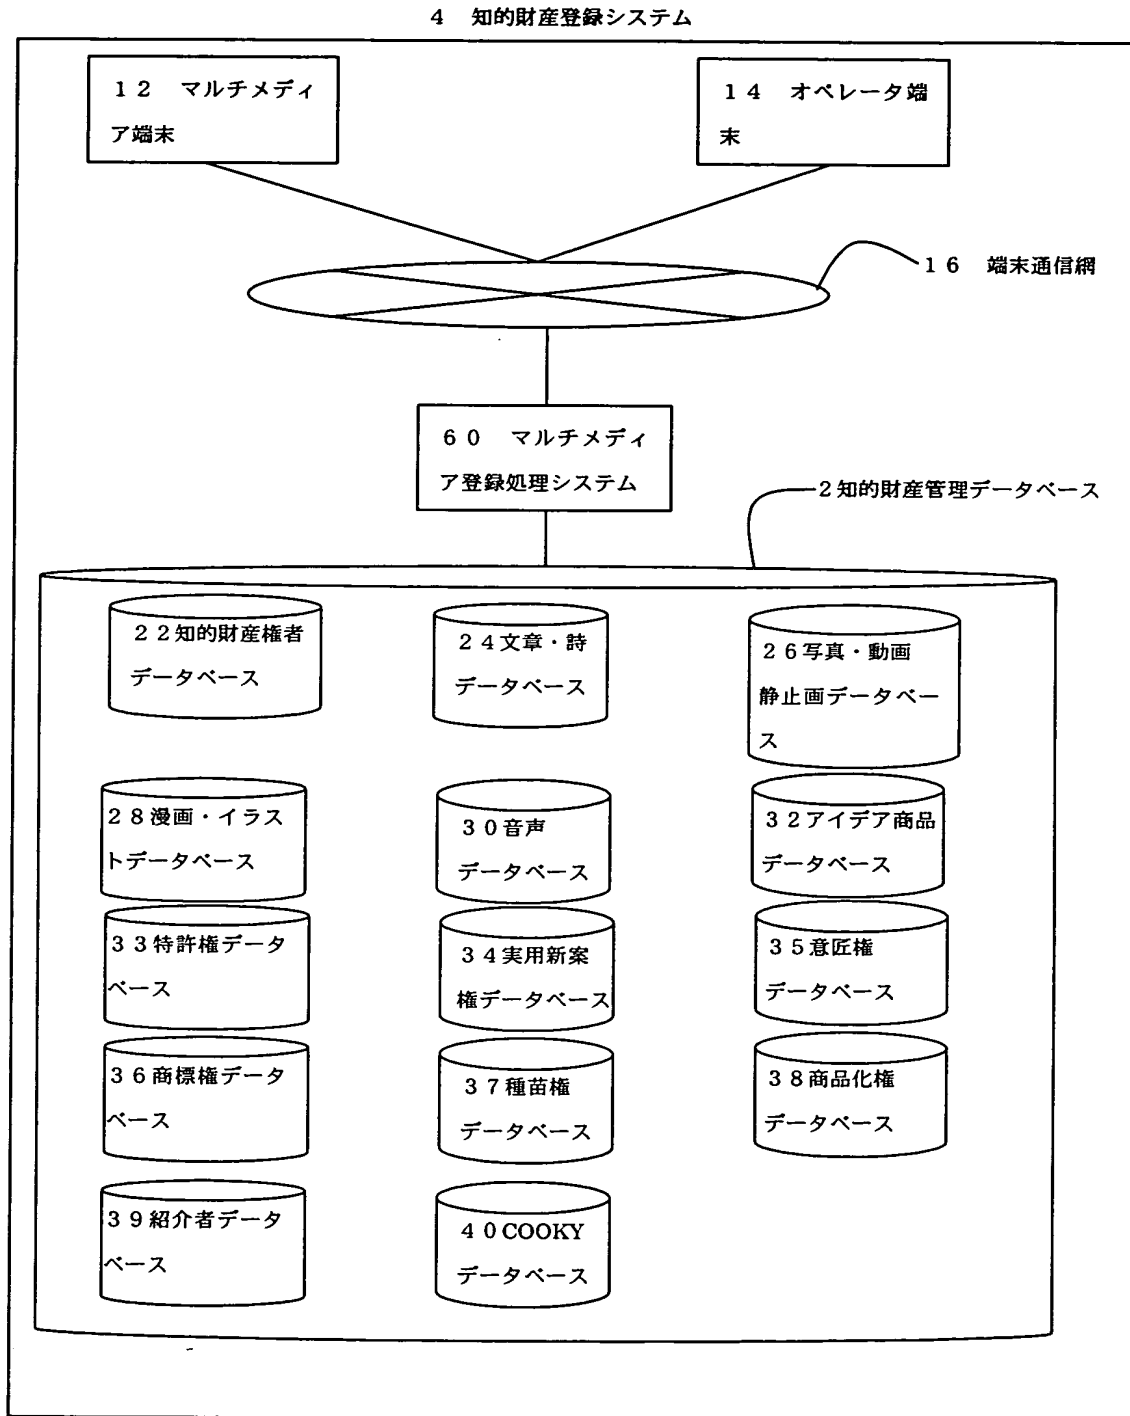 ４　知的財産登録システム
１２　マルチメディ
ア端末
１４　オペレータ端
末
１６　端末通信網
６０　マルチメディ
ア登録処理システム
２知的財産管理データベース
２２知的財産権者
データベース
２４文章・詩
データベース
２６写真・動画
静止画データベー
ス
２８漫画・イラス
トデータベース
３０音声
データベース
３２アイデア商品
データベース
３３特許権データ
ベース
３４実用新案
権データベース
３５意匠権
データベース
３６商標権データ
ベース
３７種苗権
データベース
３８商品化権
データベース
３９紹介者データ
ベース
４０COOKY
データベース